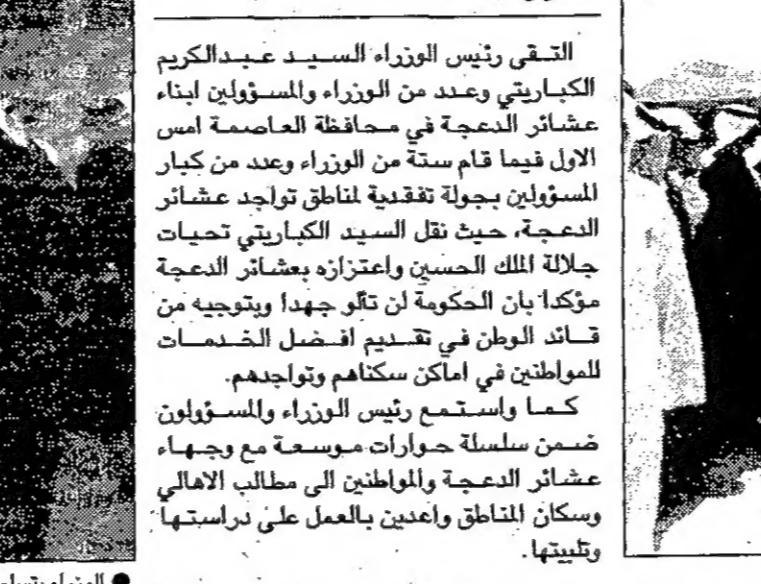 التقى رئيس الوزراء السيد عبدالكريم
الكباريتي وعدد من الوزراء والمسؤولين ابناء
عشائر الدعجة في محافظة العاصمة امس
الاول فيما قام ستة من الوزراء وعدد من كبار
المسؤولين بجولة تفقدية لمناطق تواجد عشائر
الدعجة، حيث نقل السيد الكباريتي تحيات
جلالة الملك الحسين واعتزازه بعشائر الدعجة
مؤكدا بان الحكومة لن تألو جهدا وبتوجيه من
قائد الوطن في تقديم افضل الخدمات
للمواطنين في اماكن سكناهم وتواجدهم.
كما واستمع رئيس الوزراء والمسؤولون
ضمن سلسلة حوارات موسعة مع وجهاء
عشائر الدعجة والمواطنين الى مطالب الاهالي
وسكان المناطق واعدين بالعمل على دراستها
وتلبيتها.